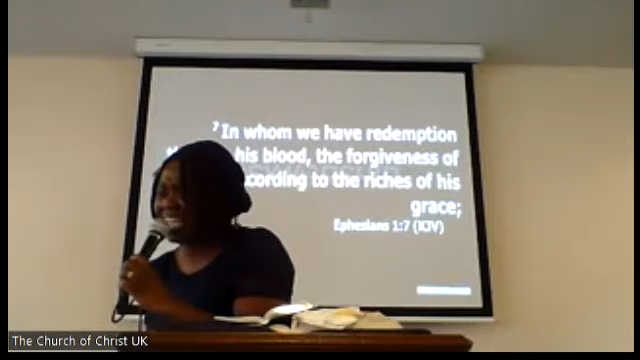 7 In whom we have redemption
his blood, the forgiveness of
cording to the riches of his
grace;
Ephesians 1:7 (KJV)
The Church of Christ UK